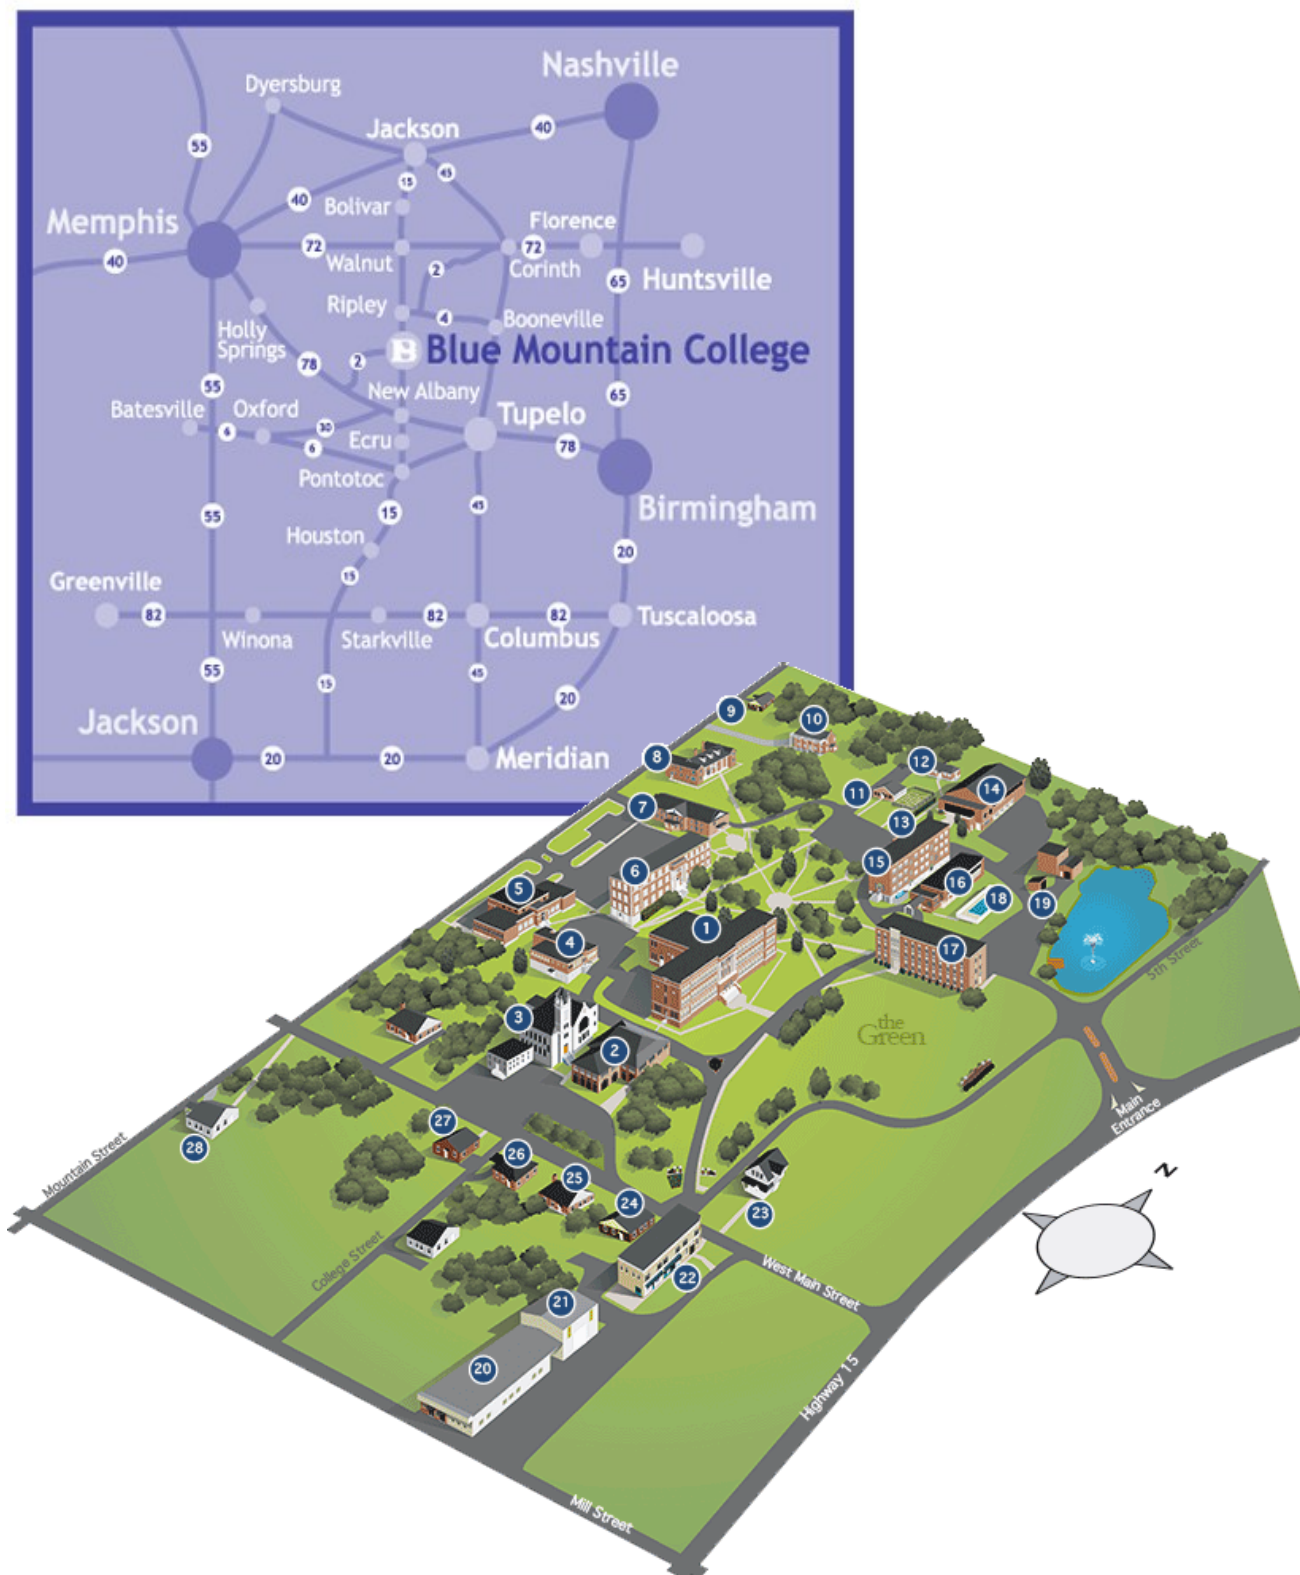 Nashville
Dyersburg
Jackson
40
55
15
45
40
Bolivar
Memphis
Florence
72
72
Walnut
Corinth
40
2
65
Huntsville
Ripley
4
Booneville
Holly
Springs
B Blue Mountain College
2
78
55
New Albany
65
Batesville
Oxford
Tupelo
6
30
Ecru
6
78
Pontotoc
45
Birmingham
55
15
Houston
20
15
Greenville
82
82
82
Tuscaloosa
Winona
Starkville
Columbus
55
45
15
20
Jackson
20
20
Meridian
9
10
8
12
11
14
7
13
15
6
16
5
18
19
1
4
17
5th Street
3
the
Green
2
Main
Entrance
27
28
26
Mountain Street
25
24
23
N
College Street
22
West Main Street
21
20
Highway 15
Mill Street